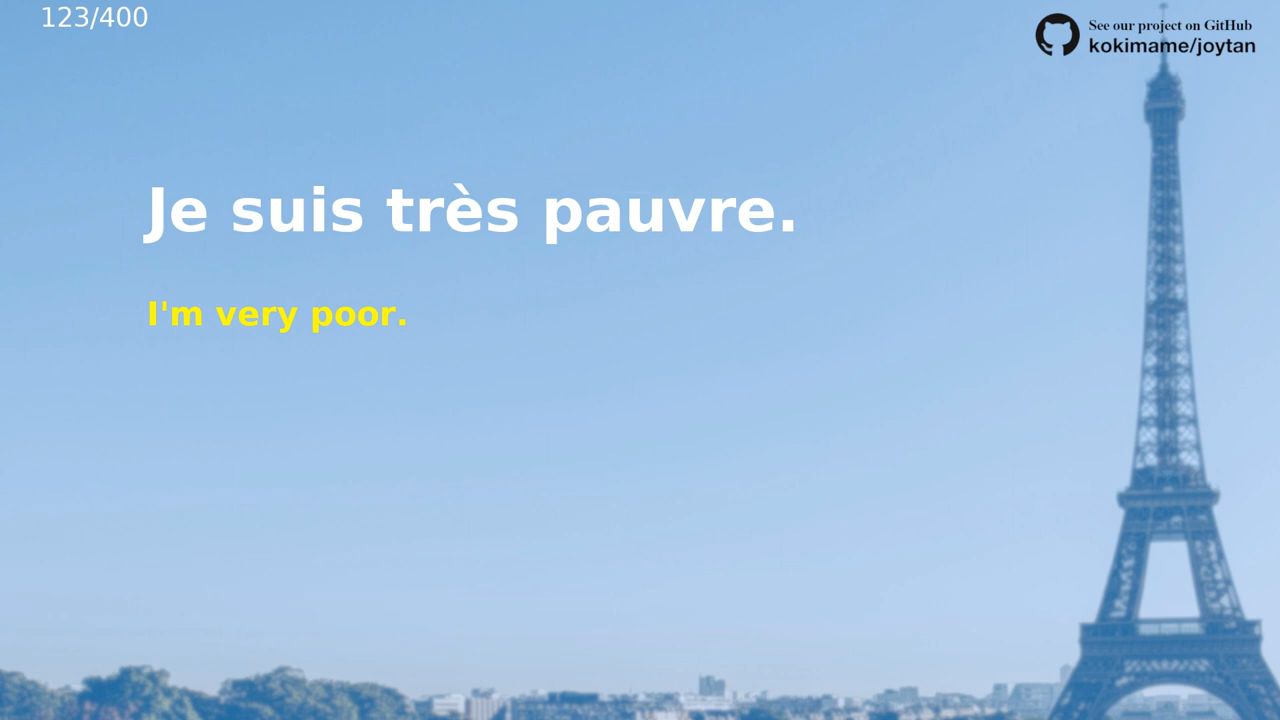 123/400
See our project on GitHub
kokimame/joytan
Je suis très pauvre.
I'm very poor.